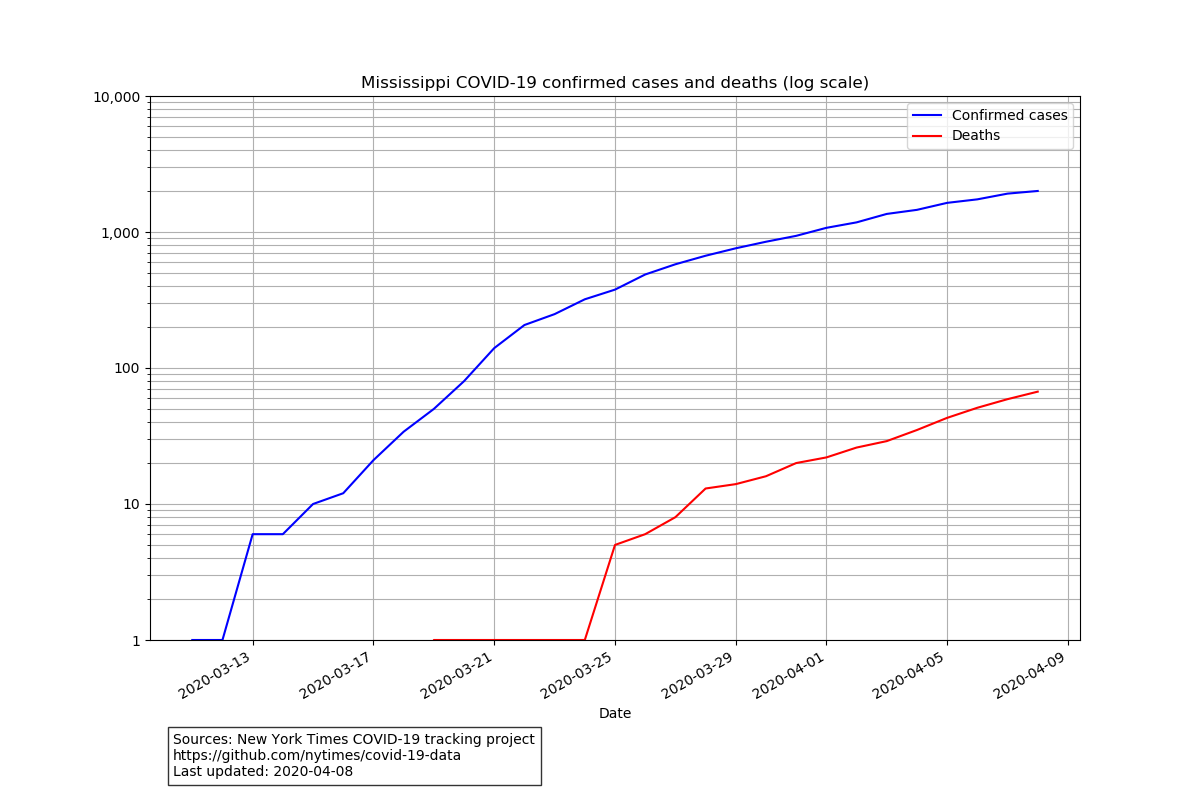 Mississippi COVID-19 confirmed cases and deaths (log scale)
10,000
1,000
100
10
1
Confirmed cases
Deaths
2020-03-13
2020-03-17
2020-03-21
2020-03-25
2020-03-29
2020-04-01
2020-04-05
2020-04-09
Date
Sources: New York Times COVID-19 tracking project
https://github.com/nytimes/covid-19-data
Last updated: 2020-04-08